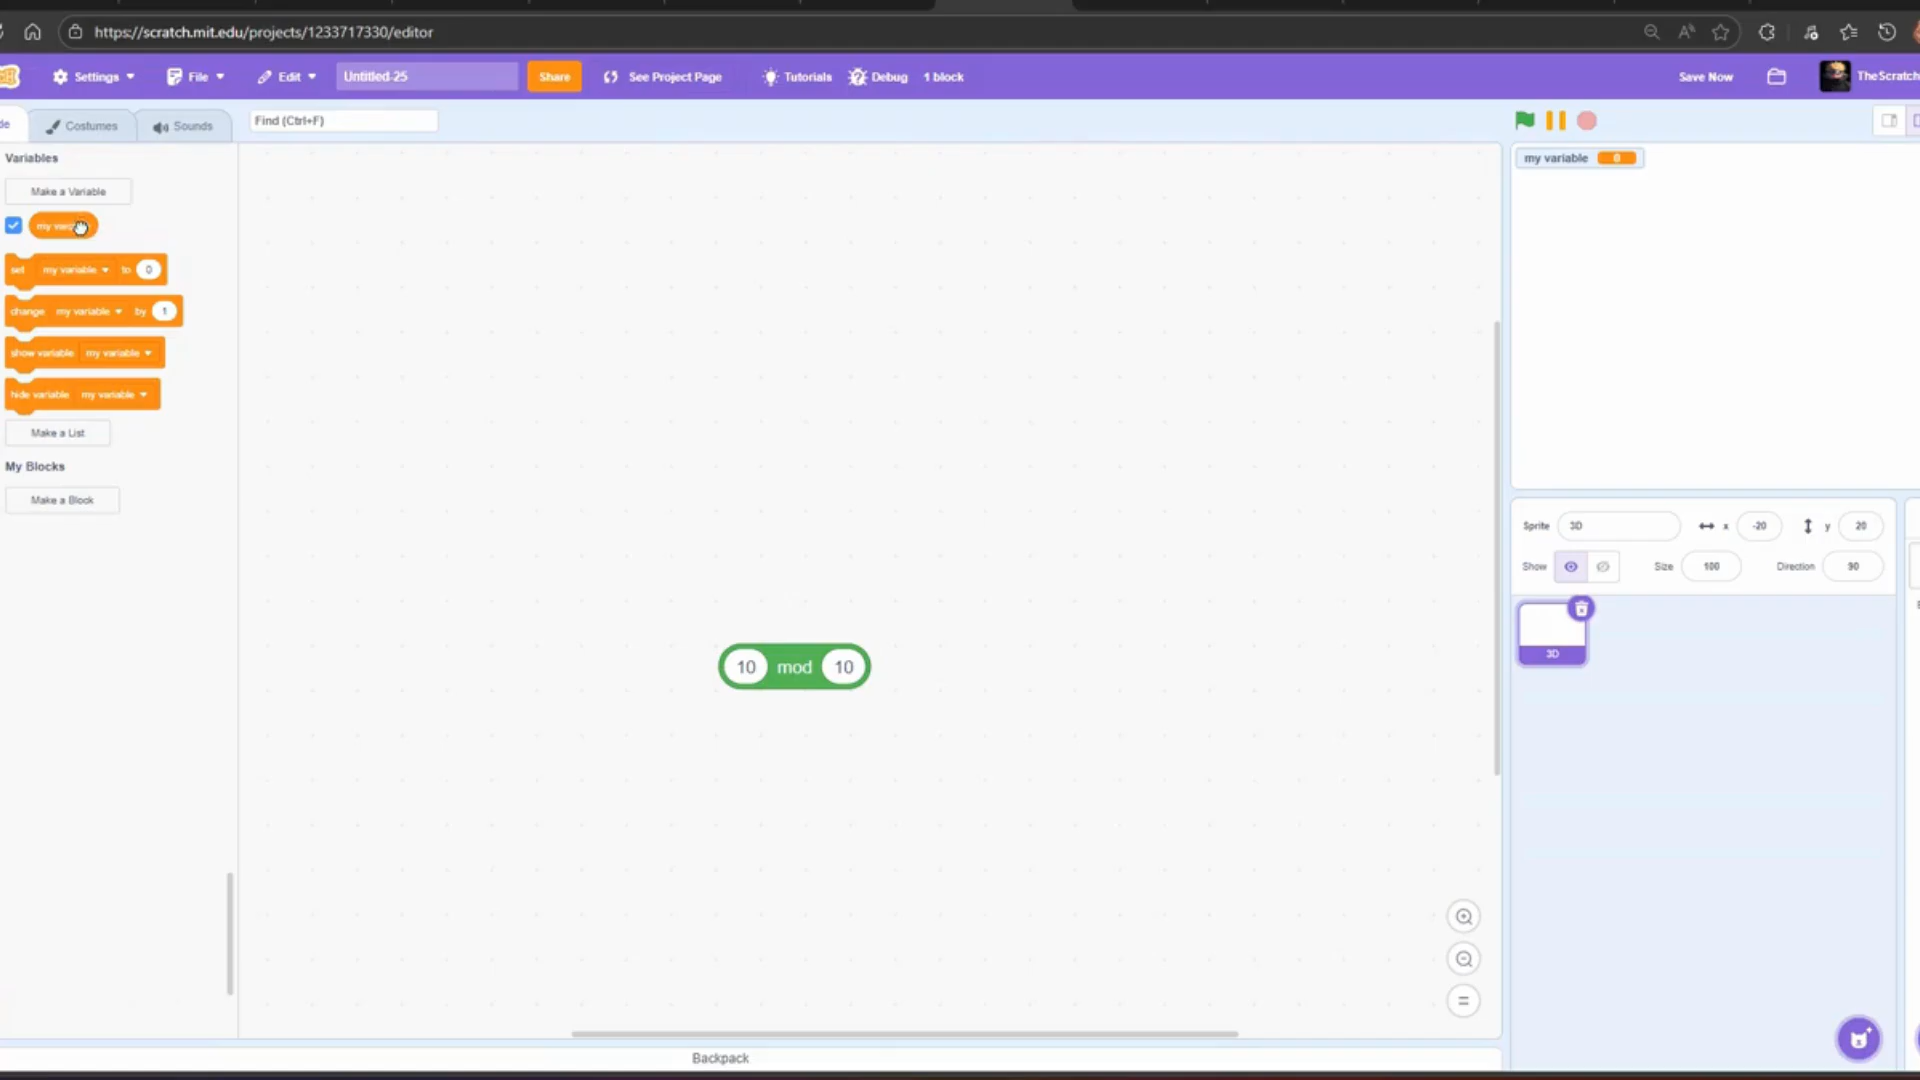 https://scratch.mit.edu/projects/1233717330/editor
Settings File Edit Untitled-25 Share See Project Page Tutorials Debug 1 block Save Now TheScratch
de Costumes Sounds Find (Ctrl+F)
Variables
Make a Variable
my
set my variable to 0
change my variable by 1
show variable my variable
hide variable my variable
Make a List
My Blocks
Make a Block
10 mod 10
Backpack
my variable 0
Sprite 3D x -20 y 20
Show Size 100 Direction 90
3D